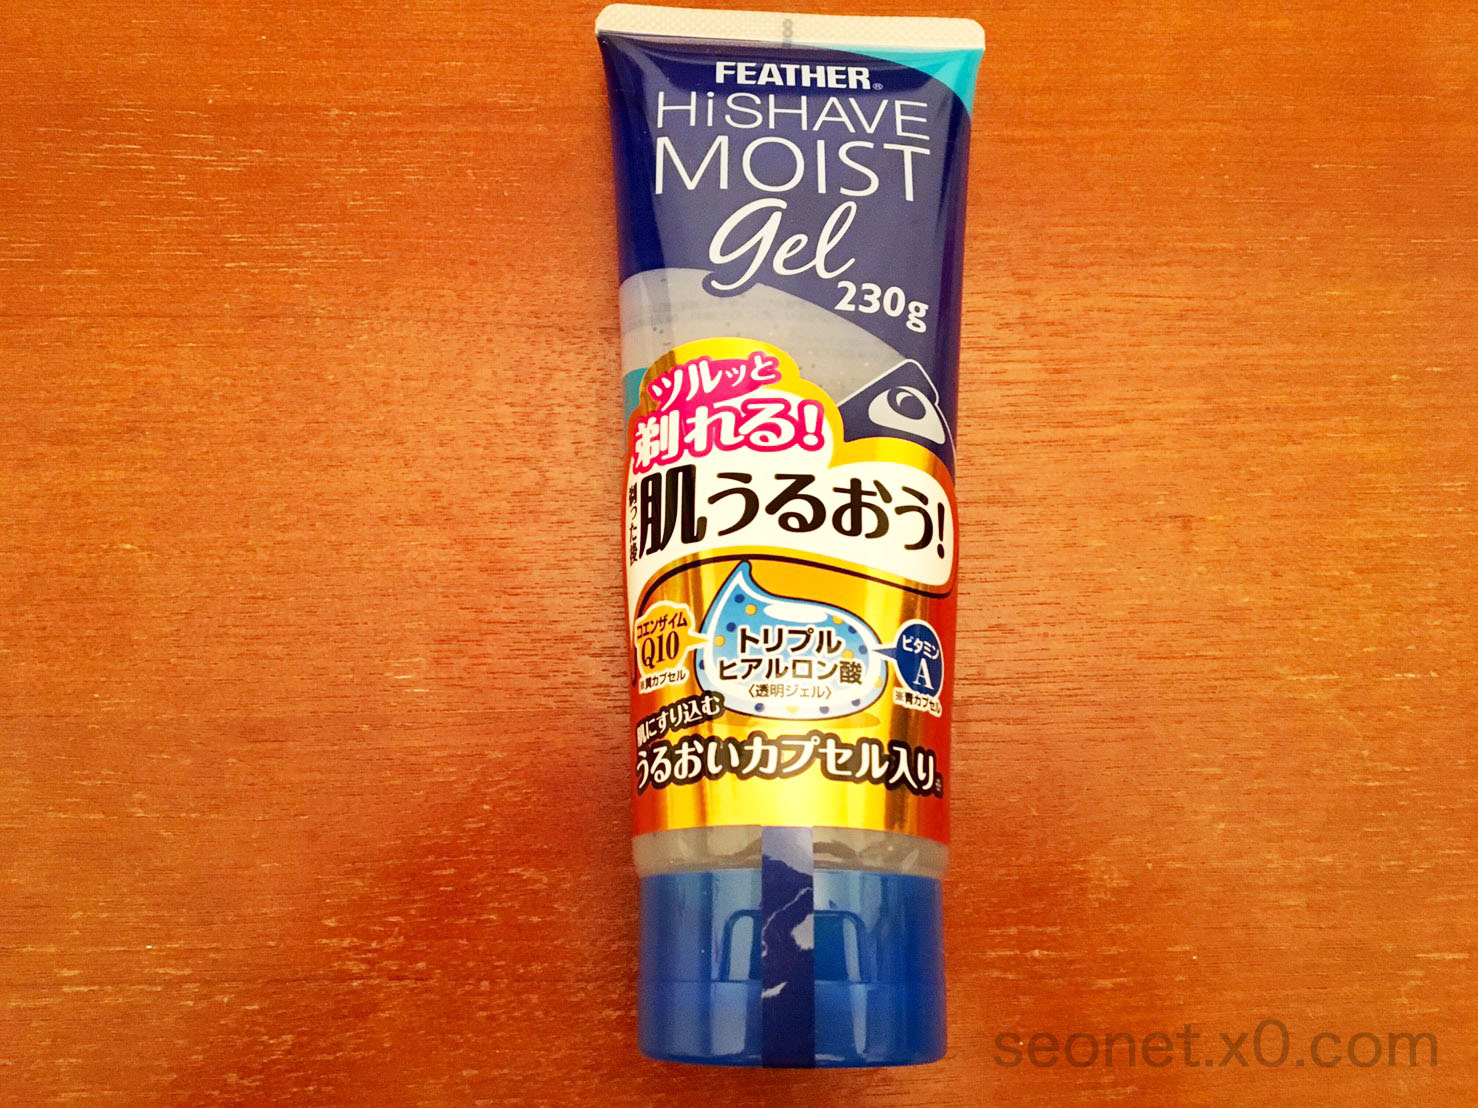 FEATHER®
HiSHAVE
MOIST
gel
230g
ツルッと
剃れる!
剃った後
肌うるおう!
コエンザイム
Q10
※黄カプセル
トリプル
ヒアルロン酸
〈透明ジェル〉
ビタミン
A
※青カプセル
肌にすり込む
うるおいカプセル入り。
seonet.x0.com